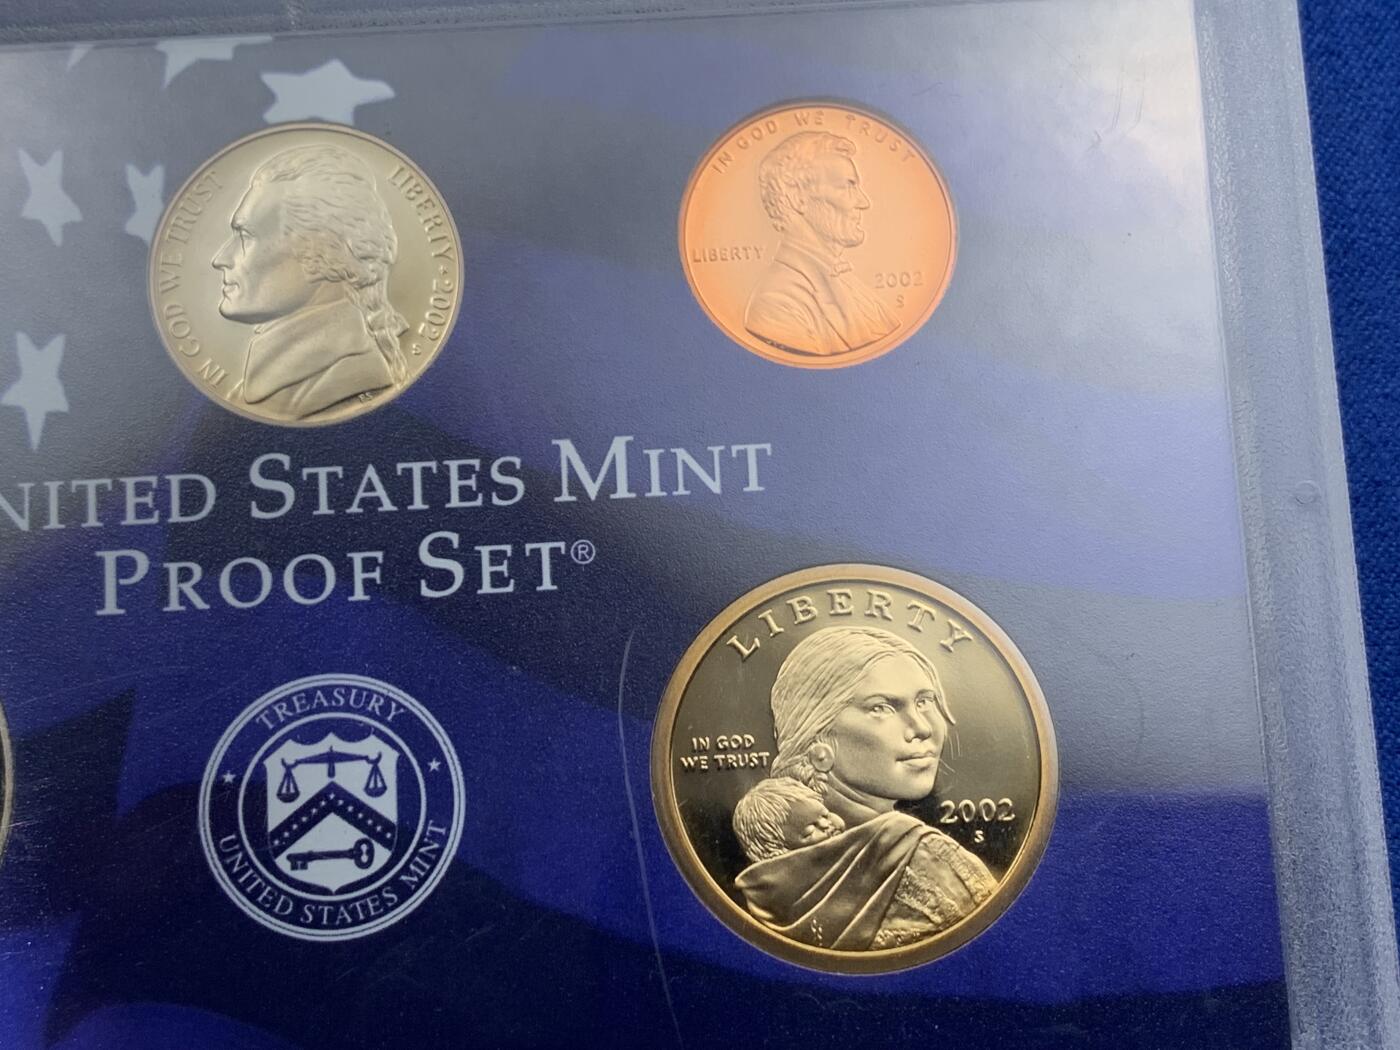 IN GOD WE TRUST
LIBERTY · 2002
S
FS
IN GOD WE TRUST
LIBERTY
2002
S
NITED STATES MINT
PROOF SET®
TREASURY
UNITED STATES MINT
LIBERTY
IN GOD
WE TRUST
2002
S